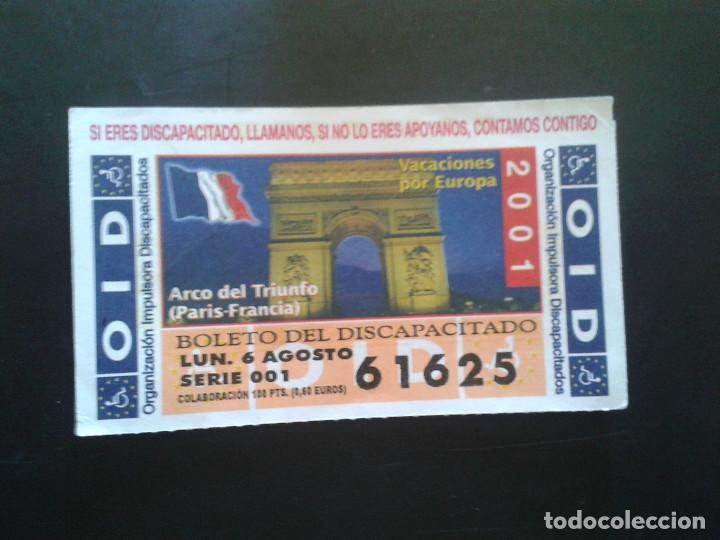 SI ERES DISCAPACITADO, LLAMANOS, SI NO LO ERES APOYANOS, CONTAMOS CONTIGO
OID
Organización Impulsora Discapacitados
Vacaciones
por Europa
2001
Arco del Triunfo
(Paris-Francia)
Organización Impulsora Discapacitados
OID
BOLETO DEL DISCAPACITADO
LUN. 6 AGOSTO
SERIE 001
61625
COLABORACIÓN 100 PTS. (0,60 EUROS)
OID
todocoleccion.net